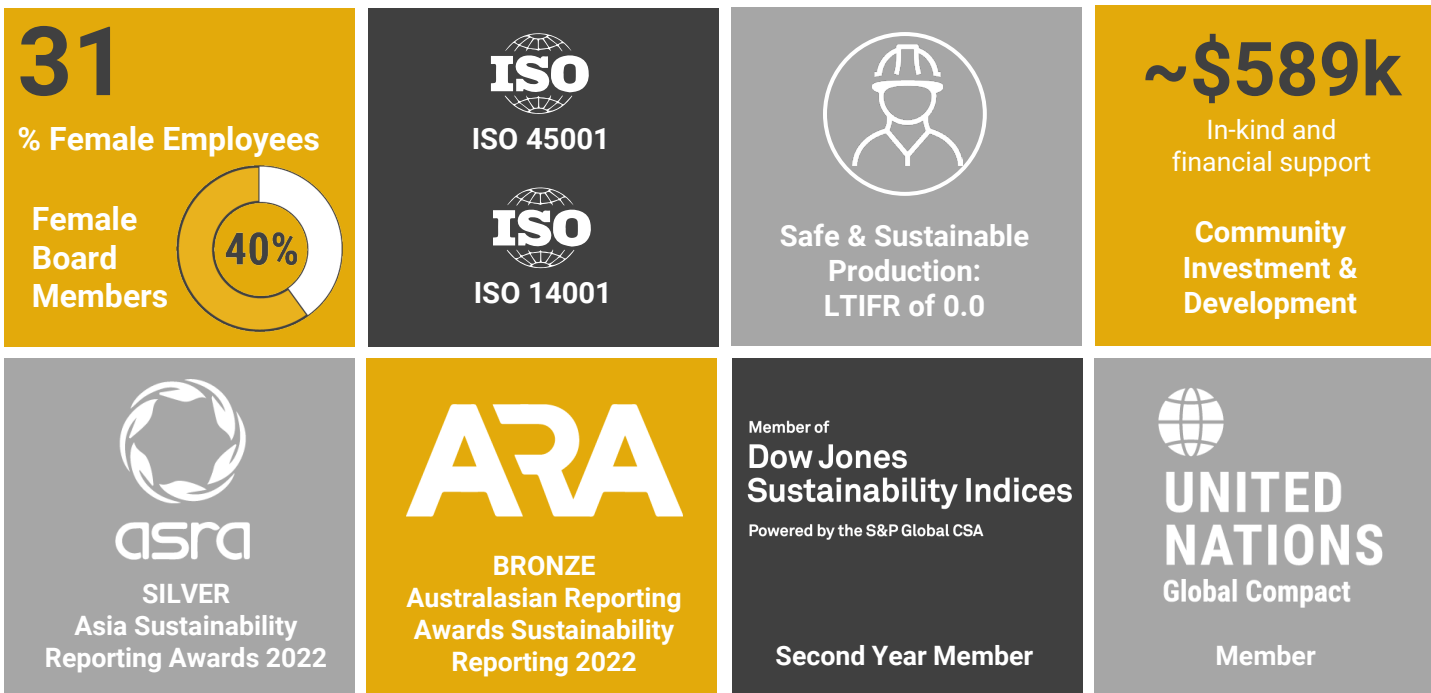 31
% Female Employees
Female
Board
Members
40%
ISO
ISO 45001
ISO
ISO 14001
Safe & Sustainable
Production:
LTIFR of 0.0
~$589k
In-kind and
financial support
Community
Investment &
Development
asra
SILVER
Asia Sustainability
Reporting Awards 2022
ARA
BRONZE
Australasian Reporting
Awards Sustainability
Reporting 2022
Member of
Dow Jones
Sustainability Indices
Powered by the S&P Global CSA
Second Year Member
UNITED
NATIONS
Global Compact
Member